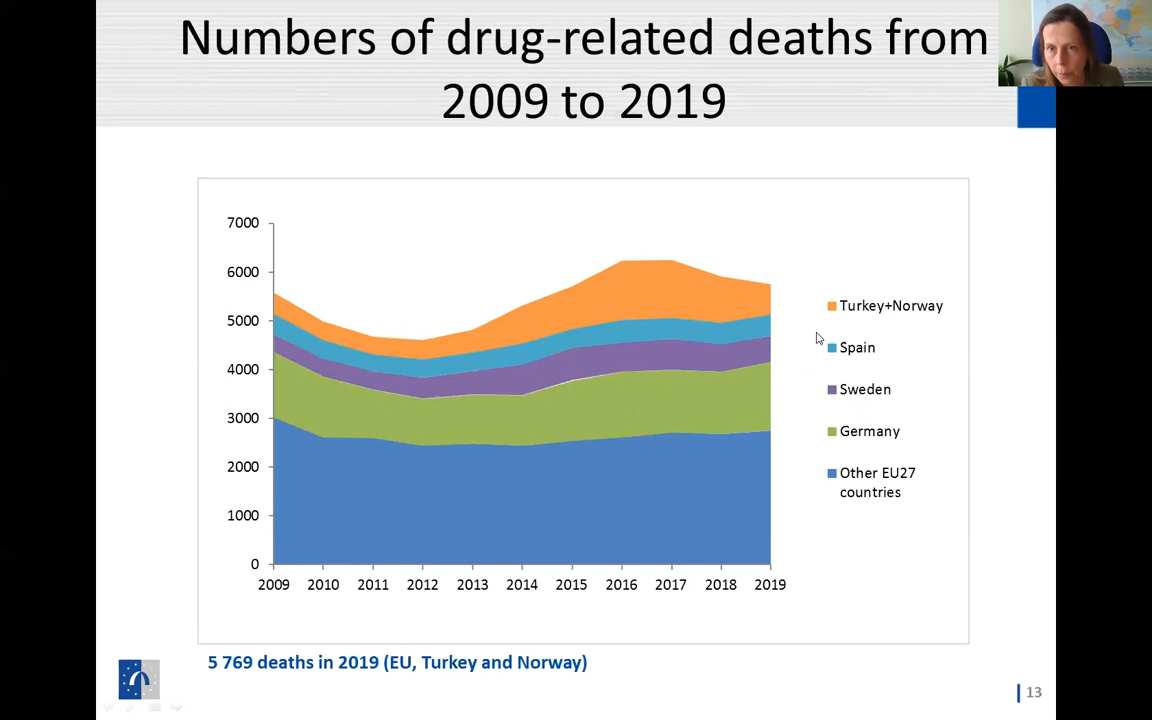 Numbers of drug-related deaths from
2009 to 2019
7000
6000
5000
4000
3000
2000
1000
0
2009 2010 2011 2012 2013 2014 2015 2016 2017 2018 2019
Turkey+Norway
Spain
Sweden
Germany
Other EU27
countries
5 769 deaths in 2019 (EU, Turkey and Norway)
13